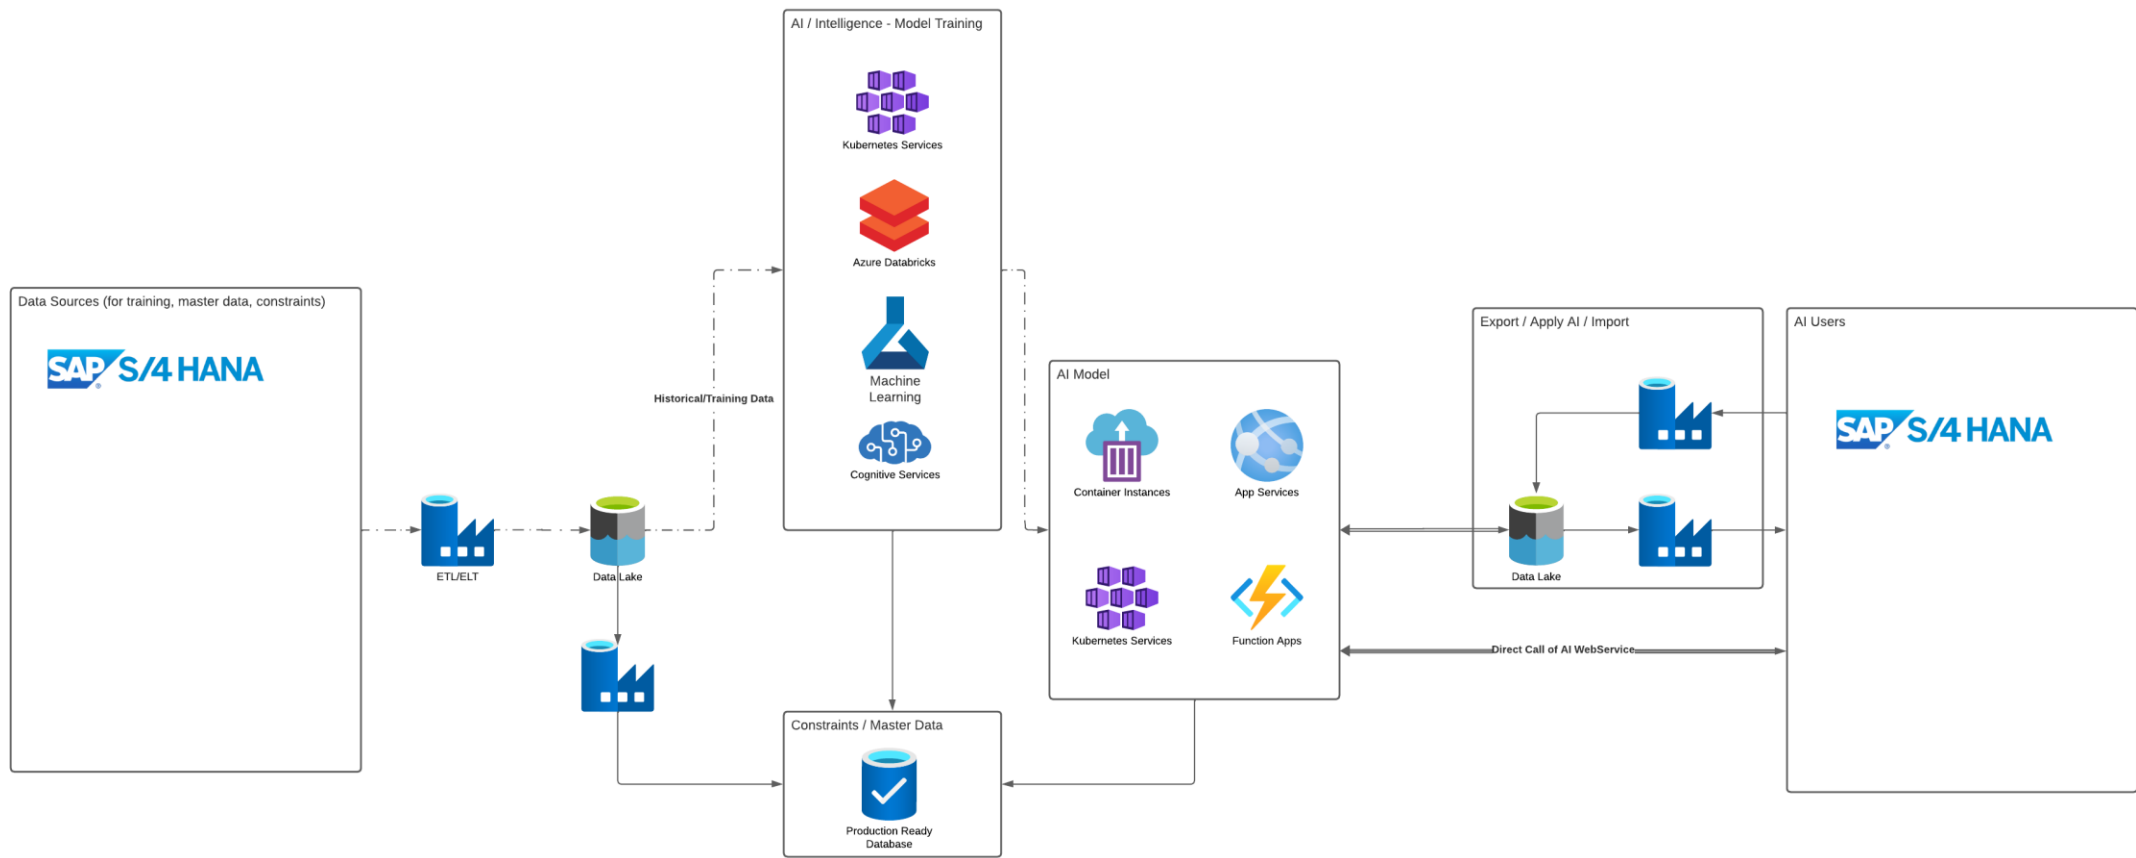 AI / Intelligence - Model Training
Kubernetes Services
Azure Databricks
Machine
Learning
Cognitive Services
Data Sources (for training, master data, constraints)
SAP® S/4 HANA
ETL/ELT
Data Lake
Historical/Training Data
Constraints / Master Data
Production Ready
Database
AI Model
Container Instances
App Services
Kubernetes Services
Function Apps
Export / Apply AI / Import
Data Lake
Direct Call of AI WebService
AI Users
SAP® S/4 HANA